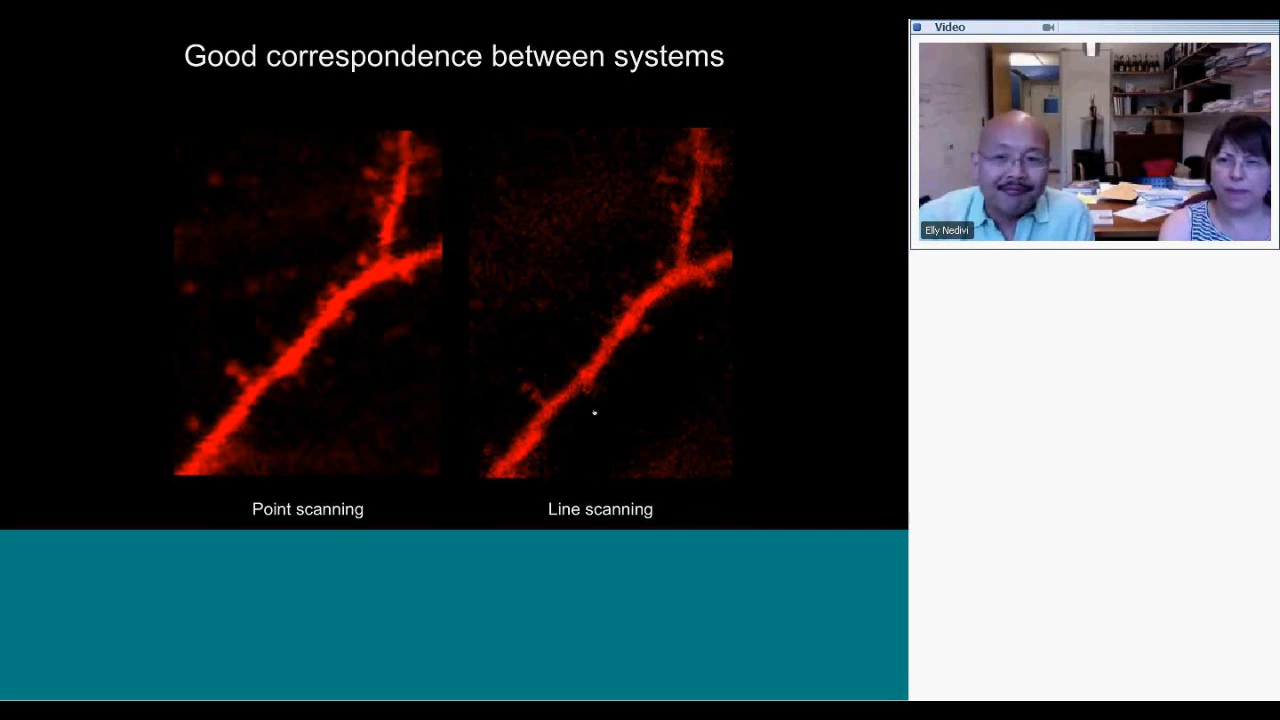 Good correspondence between systems
Point scanning
Line scanning
Video
Elly Nedivi